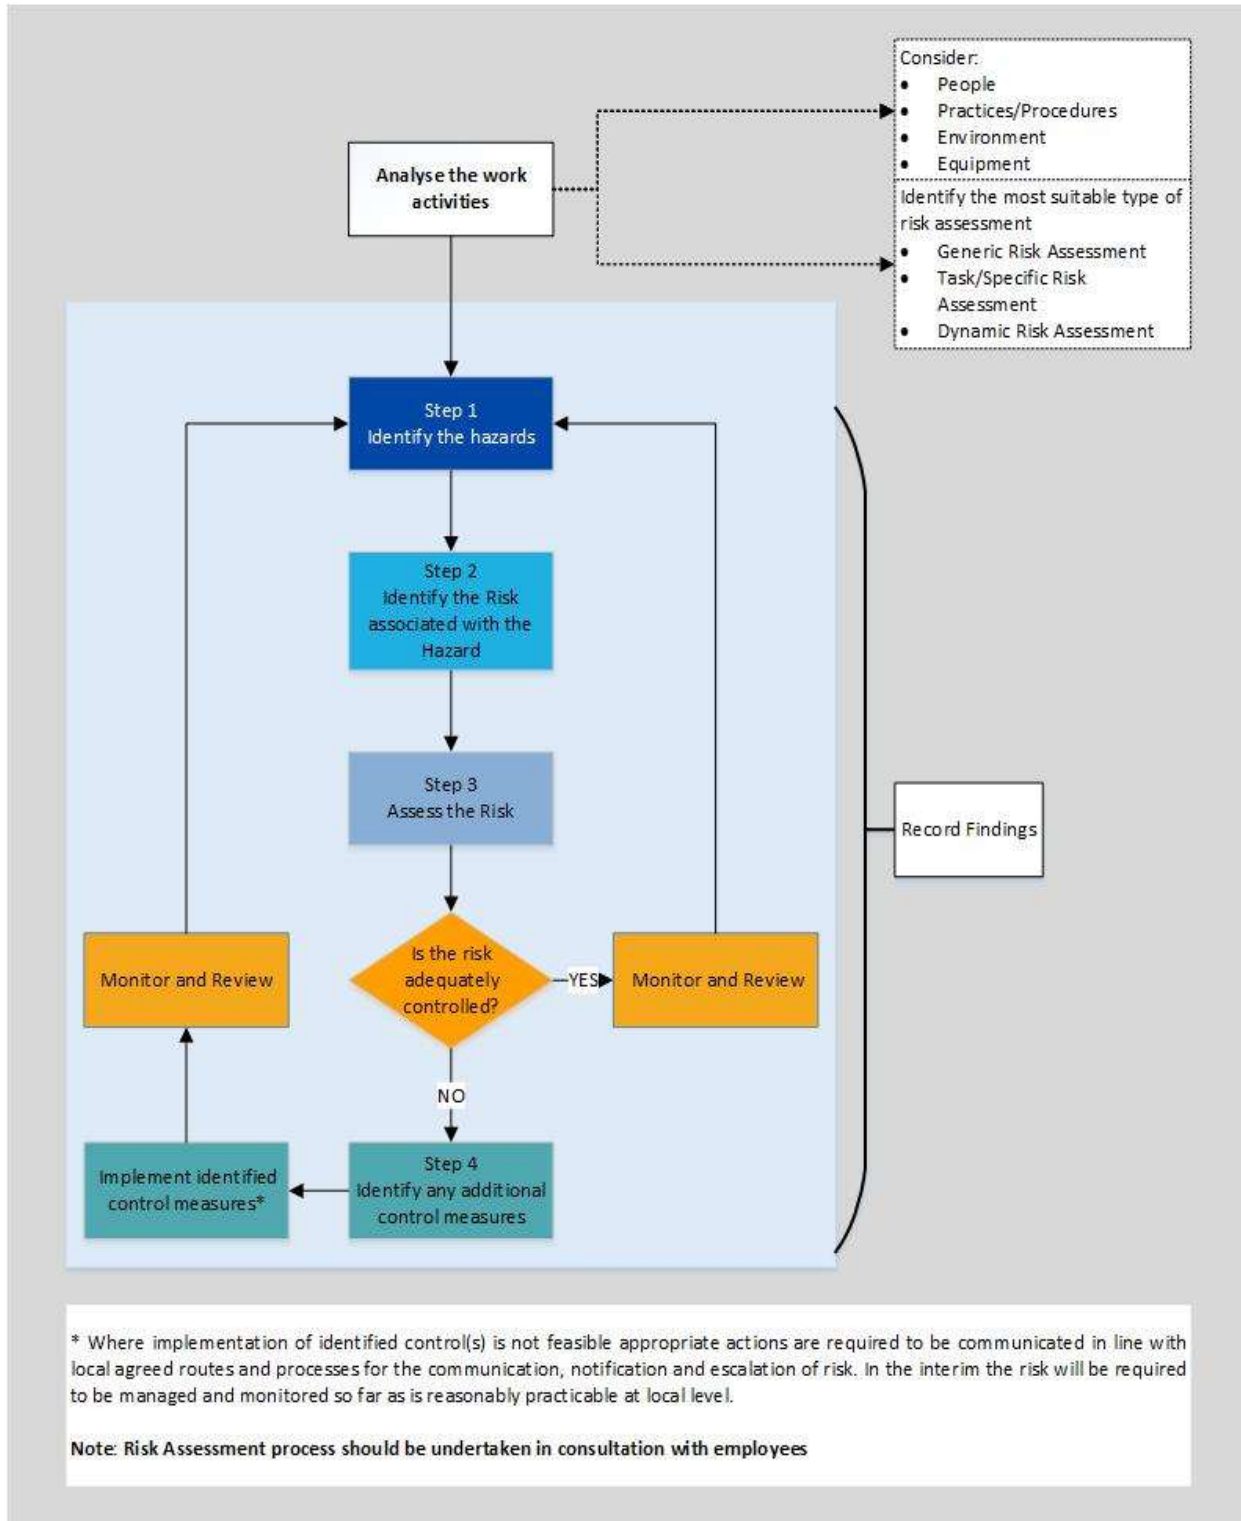 Consider:
• People
• Practices/Procedures
• Environment
• Equipment
Analyse the work
activities
Identify the most suitable type of
risk assessment
• Generic Risk Assessment
• Task/Specific Risk
Assessment
• Dynamic Risk Assessment
Step 1
Identify the hazards
Step 2
Identify the Risk
associated with the
Hazard
Step 3
Assess the Risk
Record Findings
Monitor and Review
Is the risk
adequately
controlled?
YES
Monitor and Review
NO
Implement identified
control measures*
Step 4
Identify any additional
control measures
* Where implementation of identified control(s) is not feasible appropriate actions are required to be communicated in line with
local agreed routes and processes for the communication, notification and escalation of risk. In the interim the risk will be required
to be managed and monitored so far as is reasonably practicable at local level.
Note: Risk Assessment process should be undertaken in consultation with employees